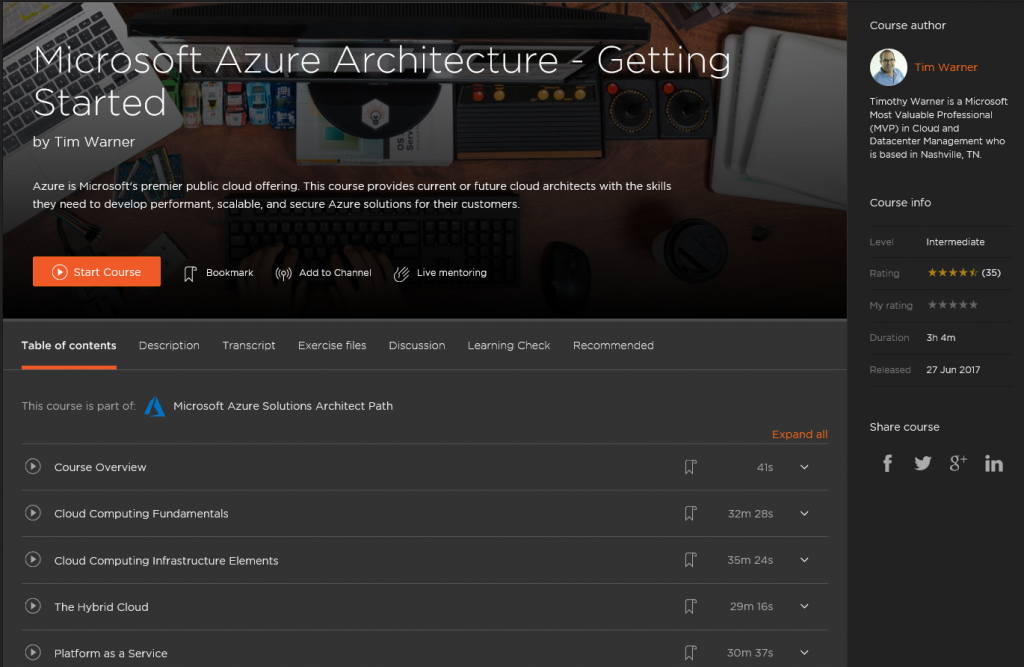 Microsoft Azure Architecture - Getting
Started
by Tim Warner
Azure is Microsoft's premier public cloud offering. This course provides current or future cloud architects with the skills
they need to develop performant, scalable, and secure Azure solutions for their customers.
Start Course
Bookmark
Add to Channel
Live mentoring
Table of contents
Description
Transcript
Exercise files
Discussion
Learning Check
Recommended
This course is part of: Microsoft Azure Solutions Architect Path
Expand all
Course Overview 41s
Cloud Computing Fundamentals 32m 28s
Cloud Computing Infrastructure Elements 35m 24s
The Hybrid Cloud 29m 16s
Platform as a Service 30m 37s
Course author
Tim Warner
Timothy Warner is a Microsoft
Most Valuable Professional
(MVP) in Cloud and
Datacenter Management who
is based in Nashville, TN.
Course info
Level Intermediate
Rating (35)
My rating
Duration 3h 4m
Released 27 Jun 2017
Share course